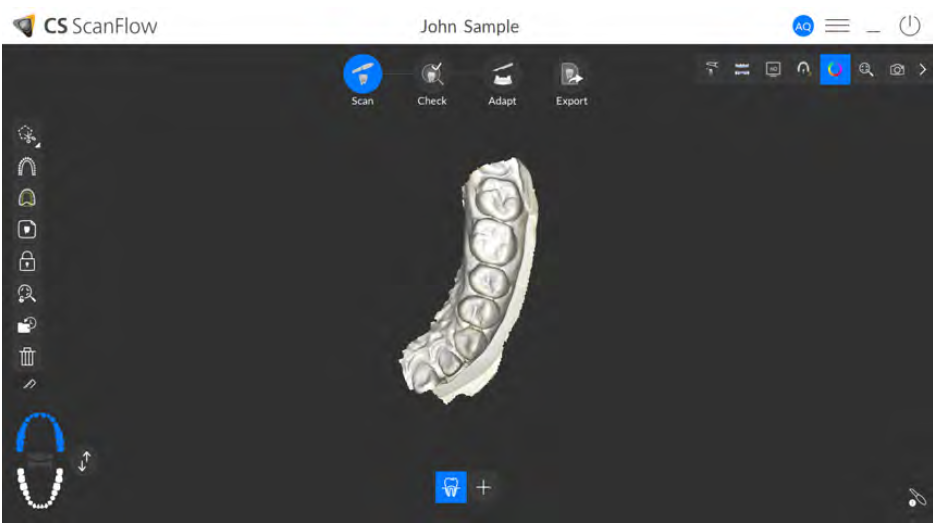 CS ScanFlow
John Sample
AQ
Scan
Check
Adapt
Export